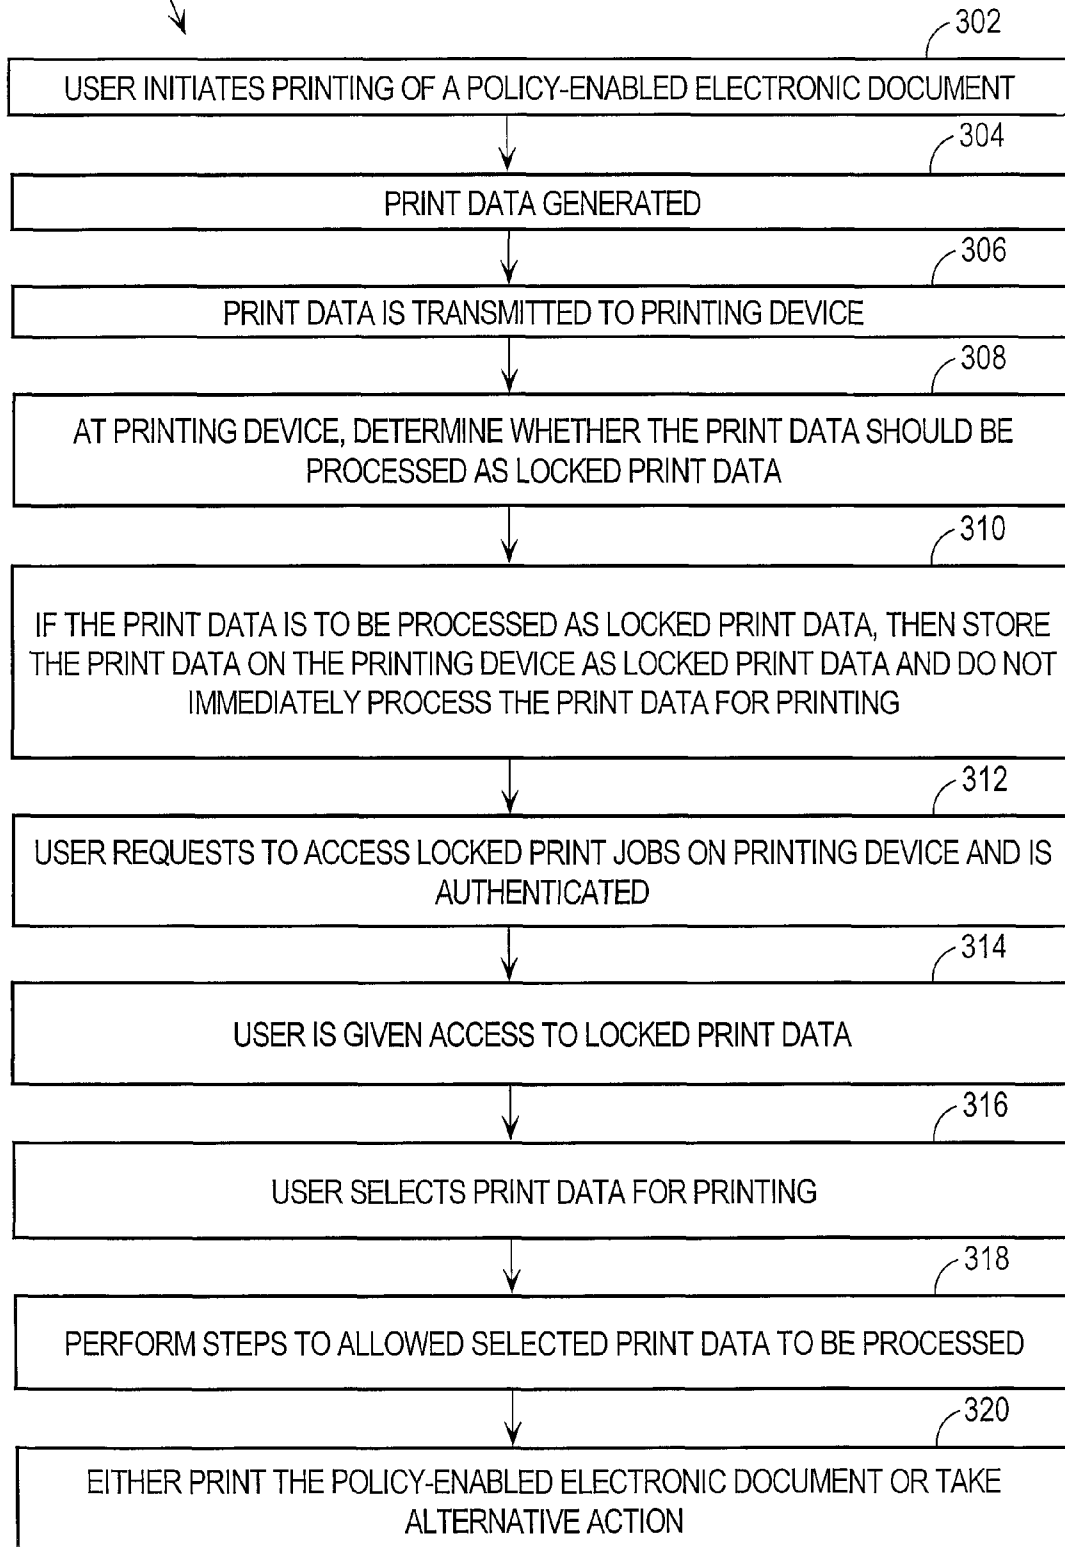 302
USER INITIATES PRINTING OF A POLICY-ENABLED ELECTRONIC DOCUMENT
304
PRINT DATA GENERATED
306
PRINT DATA IS TRANSMITTED TO PRINTING DEVICE
308
AT PRINTING DEVICE, DETERMINE WHETHER THE PRINT DATA SHOULD BE
PROCESSED AS LOCKED PRINT DATA
310
IF THE PRINT DATA IS TO BE PROCESSED AS LOCKED PRINT DATA, THEN STORE
THE PRINT DATA ON THE PRINTING DEVICE AS LOCKED PRINT DATA AND DO NOT
IMMEDIATELY PROCESS THE PRINT DATA FOR PRINTING
312
USER REQUESTS TO ACCESS LOCKED PRINT JOBS ON PRINTING DEVICE AND IS
AUTHENTICATED
314
USER IS GIVEN ACCESS TO LOCKED PRINT DATA
316
USER SELECTS PRINT DATA FOR PRINTING
318
PERFORM STEPS TO ALLOWED SELECTED PRINT DATA TO BE PROCESSED
320
EITHER PRINT THE POLICY-ENABLED ELECTRONIC DOCUMENT OR TAKE
ALTERNATIVE ACTION